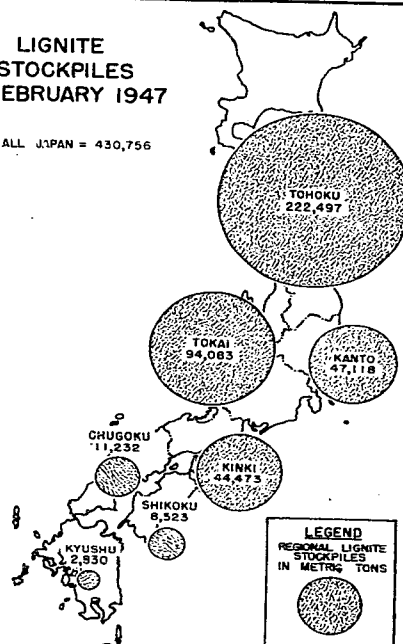 LIGNITE
STOCKPILES
EBRUARY 1947
ALL JAPAN = 430,756
TOHOKU
222,497
TOKAI
94,083
KANTO
47,118
CHUGOKU
11,232
KINKI
44,473
SHIKOKU
8,523
KYUSHU
2,830
LEGEND
REGIONAL LIGNITE
STOCKPILES
IN METRIC TONS